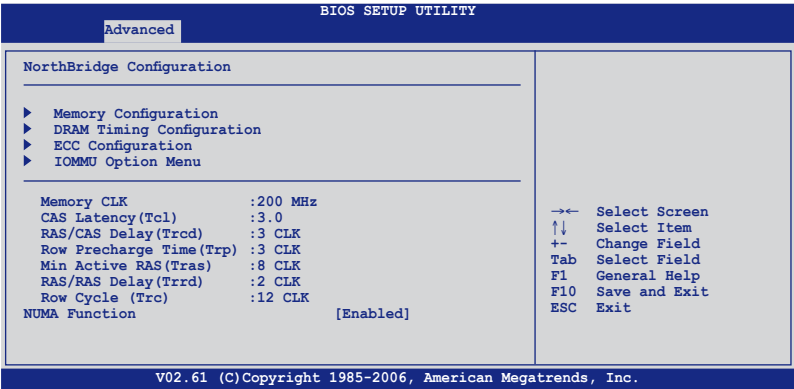 BIOS SETUP UTILITY
Advanced
NorthBridge Configuration
Memory Configuration
DRAM Timing Configuration
ECC Configuration
IOMMU Option Menu
Memory CLK :200 MHz
CAS Latency(Tcl) :3.0
RAS/CAS Delay(Trcd) :3 CLK
Row Precharge Time(Trp) :3 CLK
Min Active RAS(Tras) :8 CLK
RAS/RAS Delay(Trrd) :2 CLK
Row Cycle (Trc) :12 CLK
NUMA Function [Enabled]
→← Select Screen
↑↓ Select Item
+- Change Field
Tab Select Field
F1 General Help
F10 Save and Exit
ESC Exit
V02.61 (C)Copyright 1985-2006, American Megatrends, Inc.